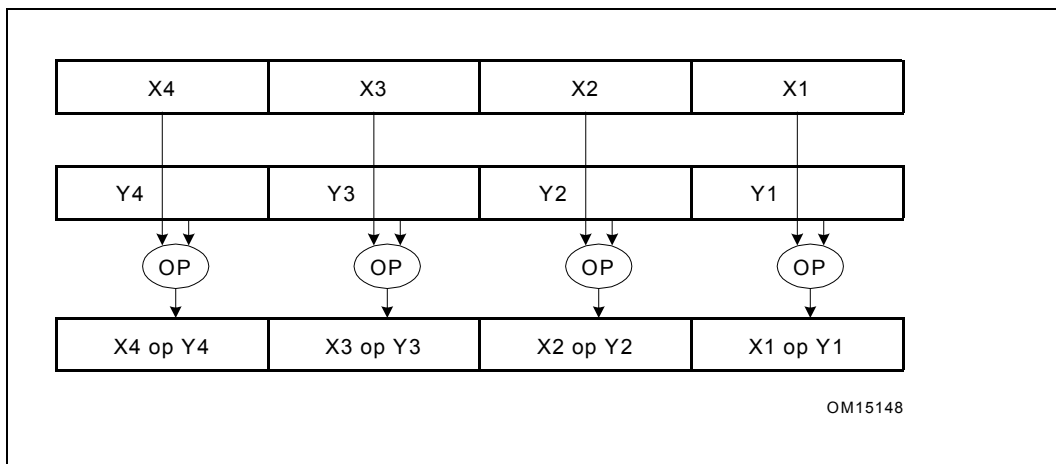 X4 X3 X2 X1
Y4 Y3 Y2 Y1
OP OP OP OP
X4 op Y4 X3 op Y3 X2 op Y2 X1 op Y1
OM15148